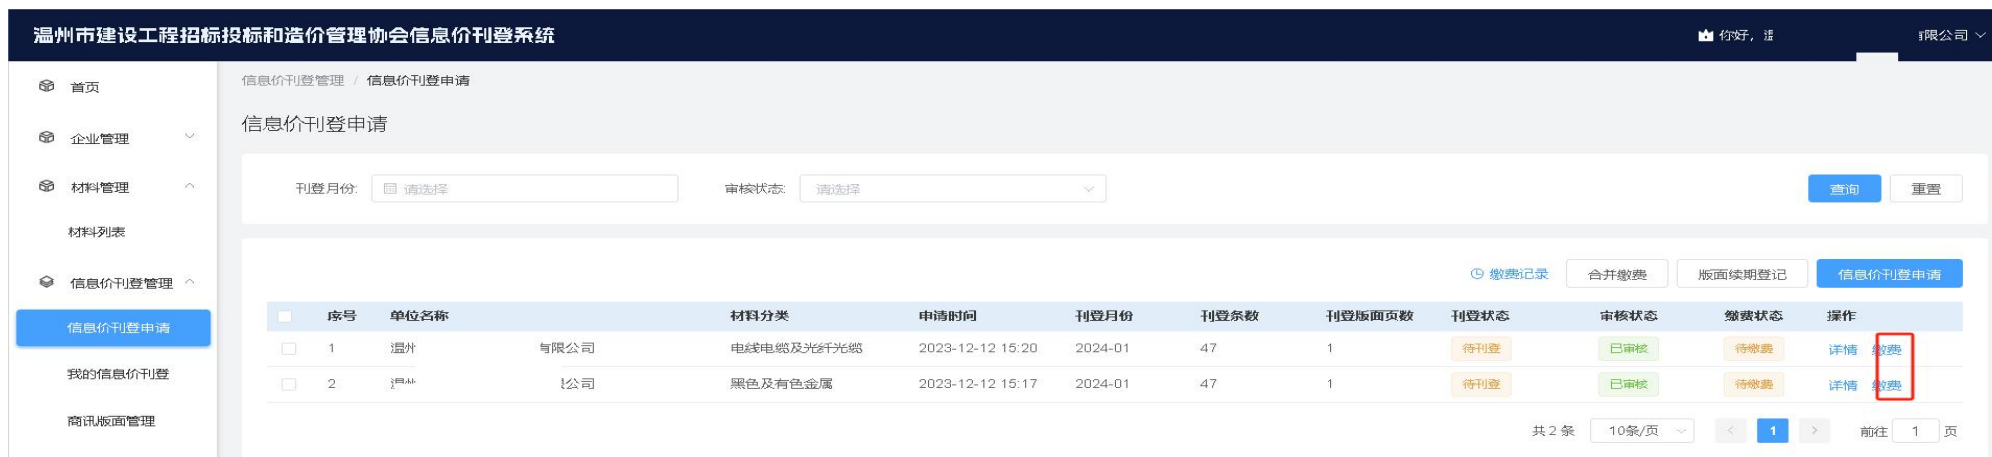 温州市建设工程招标投标和造价管理协会信息价刊登系统
你好，温 有限公司
首页
企业管理
材料管理
材料列表
信息价刊登管理
信息价刊登申请
我的信息价刊登
商讯版面管理
信息价刊登管理 / 信息价刊登申请
信息价刊登申请
刊登月份: 请选择 审核状态: 请选择 查询 重置
缴费记录 合并缴费 版面续期登记 信息价刊登申请
序号 单位名称 材料分类 申请时间 刊登月份 刊登条数 刊登版面页数 刊登状态 审核状态 缴费状态 操作
1 温州 有限公司 电线电缆及光纤光缆 2023-12-12 15:20 2024-01 47 1 待刊登 已审核 待缴费 详情 缴费
2 温州 限公司 黑色及有色金属 2023-12-12 15:17 2024-01 47 1 待刊登 已审核 待缴费 详情 缴费
共 2 条 10条/页 < 1 > 前往 1 页